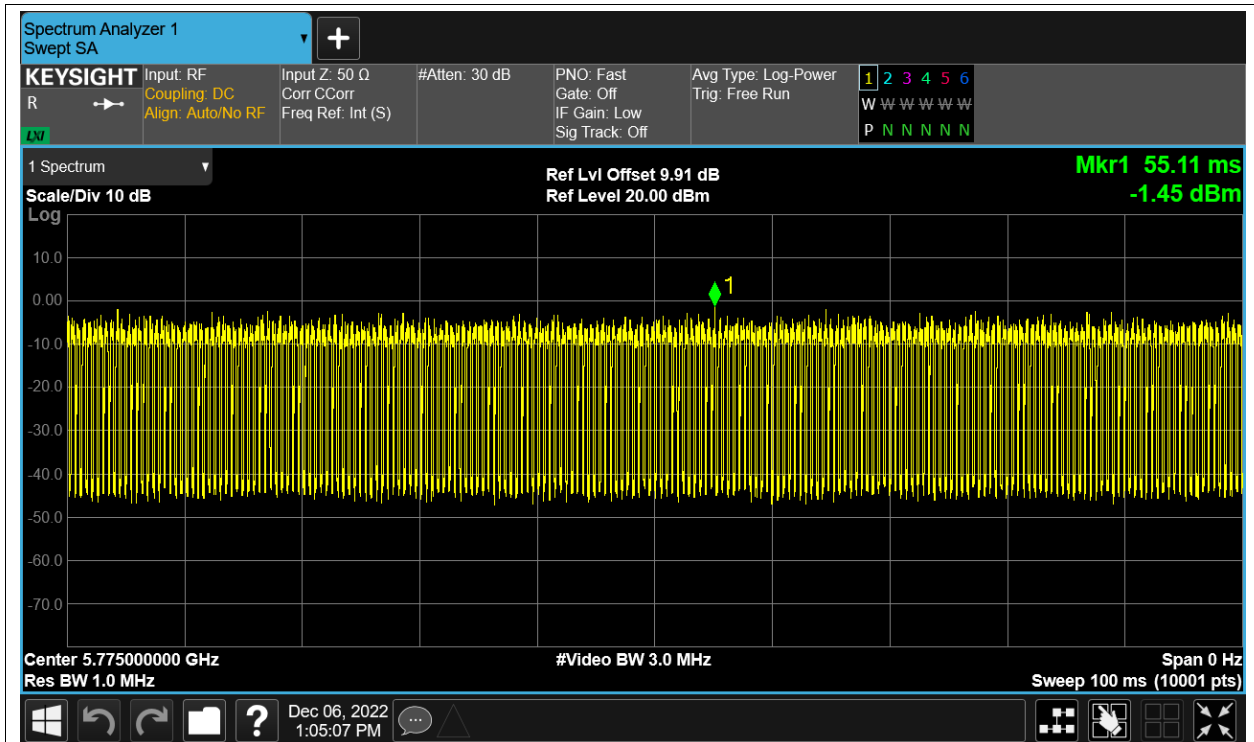 Spectrum Analyzer 1
Swept SA
KEYSIGHT
R
LXI
Input: RF
Coupling: DC
Align: Auto/No RF
Input Z: 50 Ω
Corr CCorr
Freq Ref: Int (S)
#Atten: 30 dB
PNO: Fast
Gate: Off
IF Gain: Low
Sig Track: Off
Avg Type: Log-Power
Trig: Free Run
1 2 3 4 5 6
W W W W W W
P N N N N N
1 Spectrum
Scale/Div 10 dB
Ref Lvl Offset 9.91 dB
Ref Level 20.00 dBm
Mkr1 55.11 ms
-1.45 dBm
Log
10.0
0.00
-10.0
-20.0
-30.0
-40.0
-50.0
-60.0
-70.0
1
Center 5.775000000 GHz
Res BW 1.0 MHz
#Video BW 3.0 MHz
Span 0 Hz
Sweep 100 ms (10001 pts)
?
Dec 06, 2022
1:05:07 PM